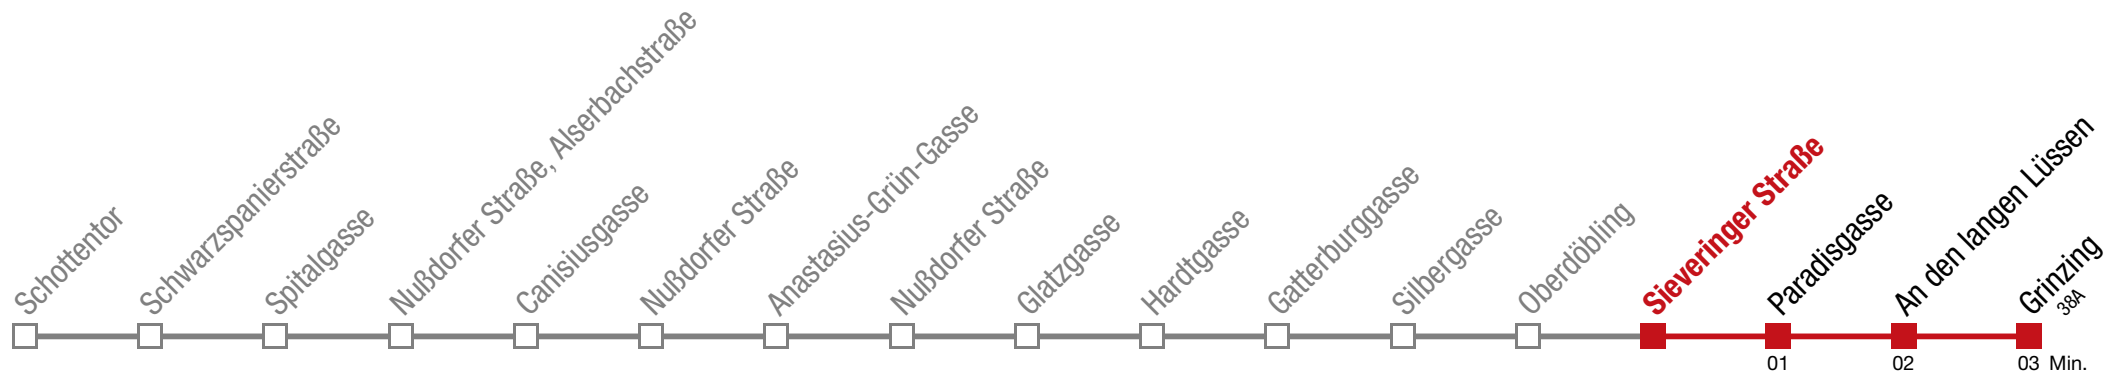 Schottentor
Schwarzspanierstraße
Spitalgasse
Nußdorfer Straße, Alserbachstraße
Canisiusgasse
Nußdorfer Straße
Anastasius-Grün-Gasse
Nußdorfer Straße
Glatzgasse
Hardtgasse
Gatterburggasse
Silbergasse
Oberdöbling
Sieveringer Straße
Paradisgasse
An den langen Lüssen
Grinzing
38A
01 02 03 Min.